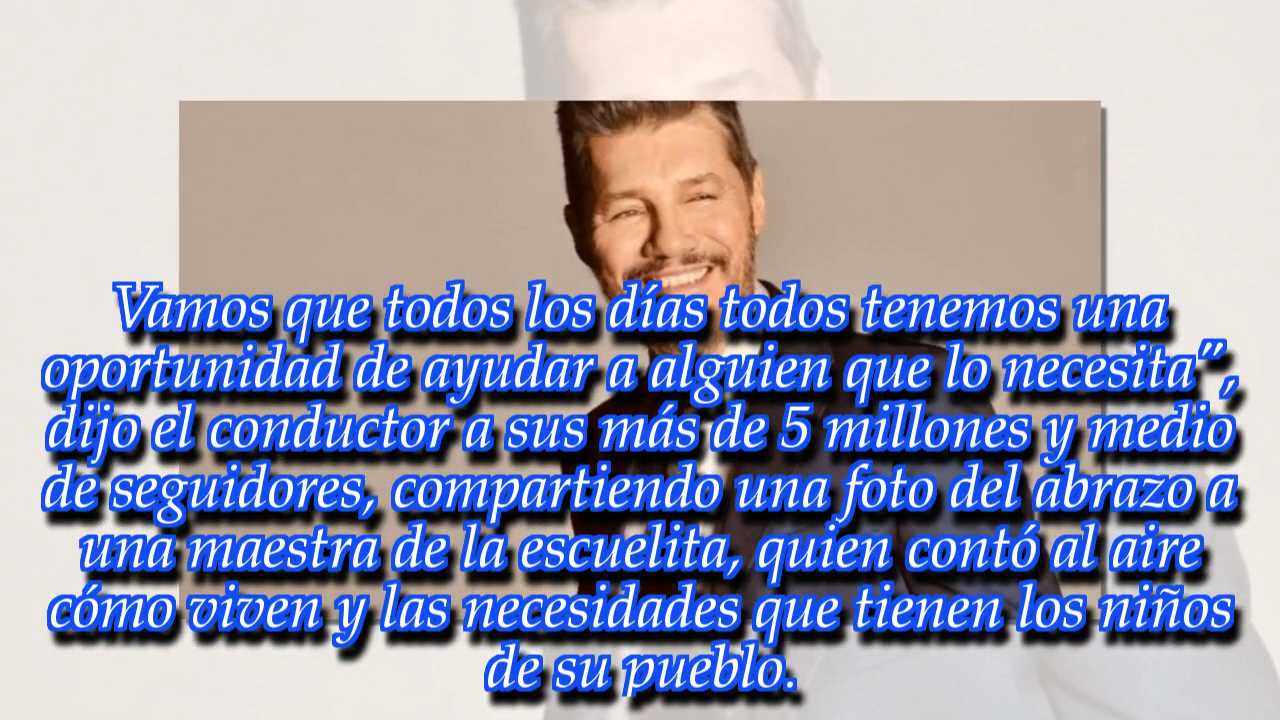 Vamos que todos los días todos tenemos una
oportunidad de ayudar a alguien que lo necesita”,
dijo el conductor a sus más de 5 millones y medio
de seguidores, compartiendo una foto del abrazo a
una maestra de la escuelita, quien contó al aire
cómo viven y las necesidades que tienen los niños
de su pueblo.